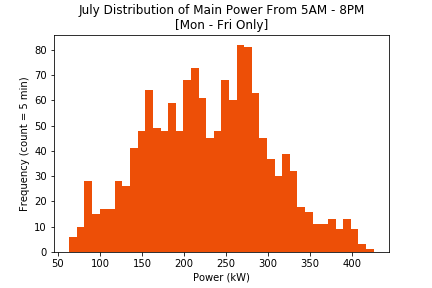 July Distribution of Main Power From 5AM - 8PM
[Mon - Fri Only]
Frequency (count = 5 min)
80
70
60
50
40
30
20
10
0
50 100 150 200 250 300 350 400
Power (kW)